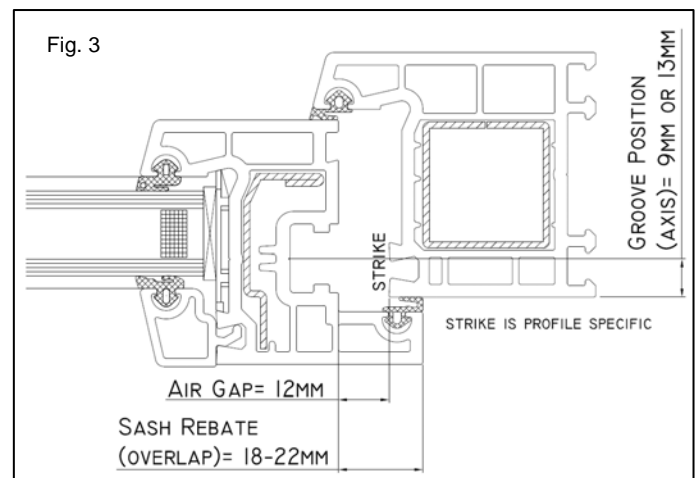 Fig. 3
GROOVE POSITION
(AXIS)= 9MM OR 13MM
STRIKE
STRIKE IS PROFILE SPECIFIC
AIR GAP= 12MM
SASH REBATE
(OVERLAP)= 18-22MM